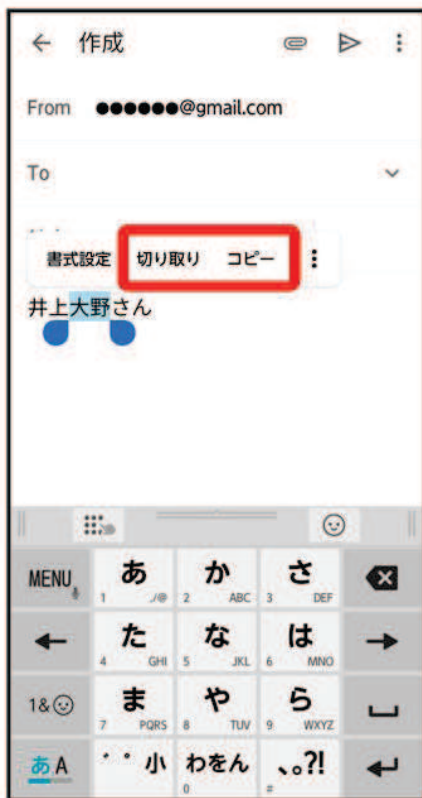 作成
From ●●●●●●@gmail.com
To
書式設定 切り取り コピー
井上大野さん
MENU あ か さ
1 ./@ 2 ABC 3 DEF
た な は
4 GHI 5 JKL 6 MNO
1& ま や ら
7 PQRS 8 TUV 9 WXYZ
あA ゛゜小 わをん 、。?!
0 #